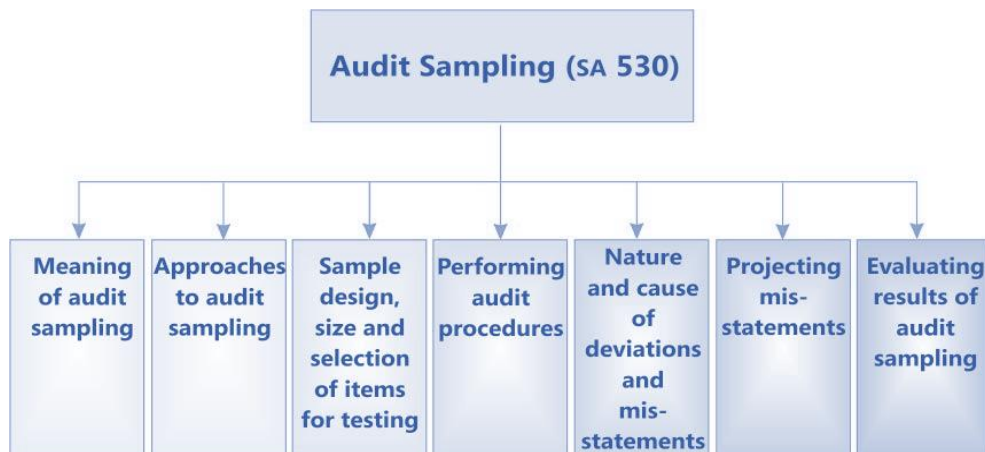 Audit Sampling (SA 530)
Meaning
of audit
sampling
Approaches
to audit
sampling
Sample
design,
size and
selection
of items
for testing
Performing
audit
procedures
Nature
and cause
of
deviations
and
mis-
statements
Projecting
mis-
statements
Evaluating
results of
audit
sampling